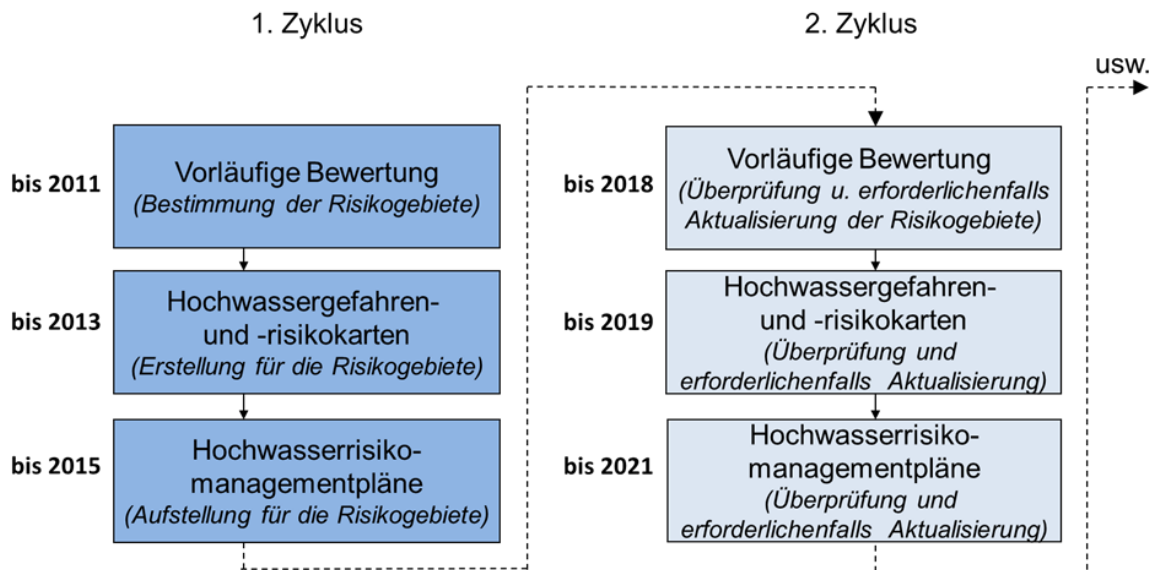 1. Zyklus
2. Zyklus
usw.
bis 2011
Vorläufige Bewertung
(Bestimmung der Risikogebiete)
bis 2013
Hochwassergefahren-
und -risikokarten
(Erstellung für die Risikogebiete)
bis 2015
Hochwasserrisiko-
managementpläne
(Aufstellung für die Risikogebiete)
bis 2018
Vorläufige Bewertung
(Überprüfung u. erforderlichenfalls
Aktualisierung der Risikogebiete)
bis 2019
Hochwassergefahren-
und -risikokarten
(Überprüfung und
erforderlichenfalls Aktualisierung)
bis 2021
Hochwasserrisiko-
managementpläne
(Überprüfung und
erforderlichenfalls Aktualisierung)